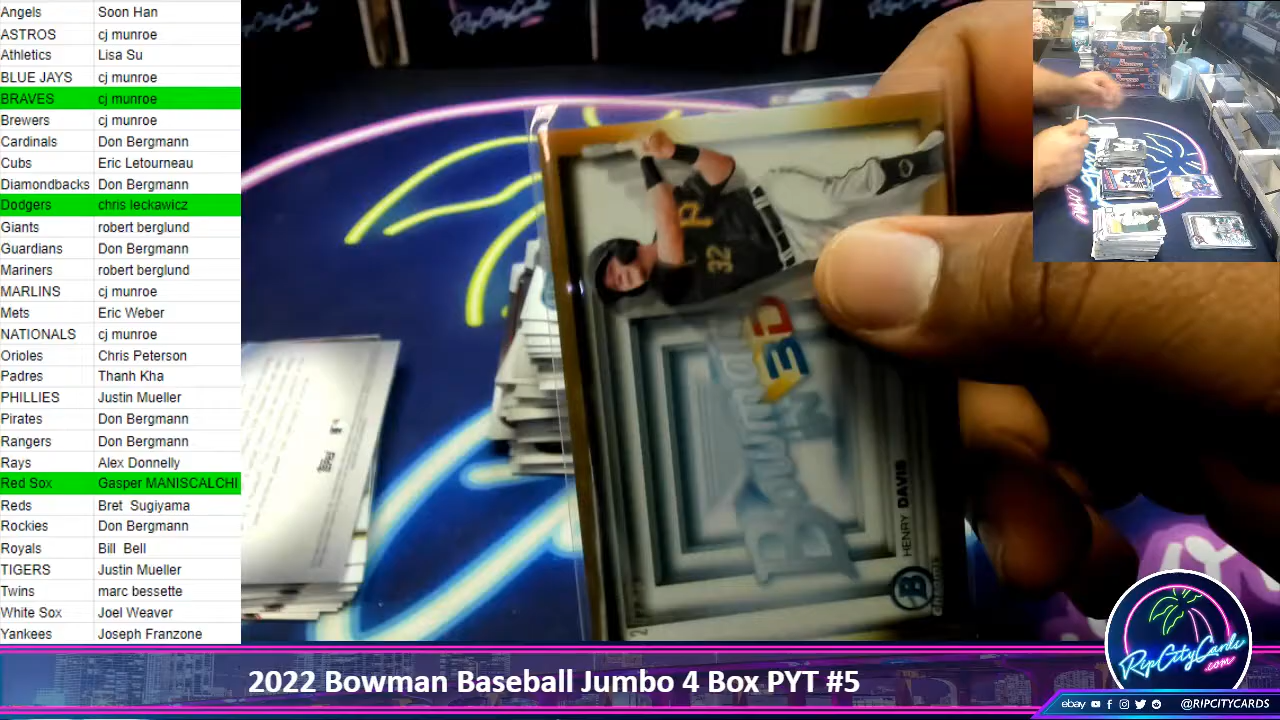 Angels Soon Han
ASTROS cj munroe
Athletics Lisa Su
BLUE JAYS cj munroe
BRAVES cj munroe
Brewers cj munroe
Cardinals Don Bergmann
Cubs Eric Letourneau
Diamondbacks Don Bergmann
Dodgers chris leckawicz
Giants robert berglund
Guardians Don Bergmann
Mariners robert berglund
MARLINS cj munroe
Mets Eric Weber
NATIONALS cj munroe
Orioles Chris Peterson
Padres Thanh Kha
PHILLIES Justin Mueller
Pirates Don Bergmann
Rangers Don Bergmann
Rays Alex Donnelly
Red Sox Gasper MANISCALCHI
Reds Bret Sugiyama
Rockies Don Bergmann
Royals Bill Bell
TIGERS Justin Mueller
Twins marc bessette
White Sox Joel Weaver
Yankees Joseph Franzone
P
32
BOWMAN
3D
HENRY DAVIS
B
RipCityCards
.com
2022 Bowman Baseball Jumbo 4 Box PYT #5
ebay @RIPCITYCARDS